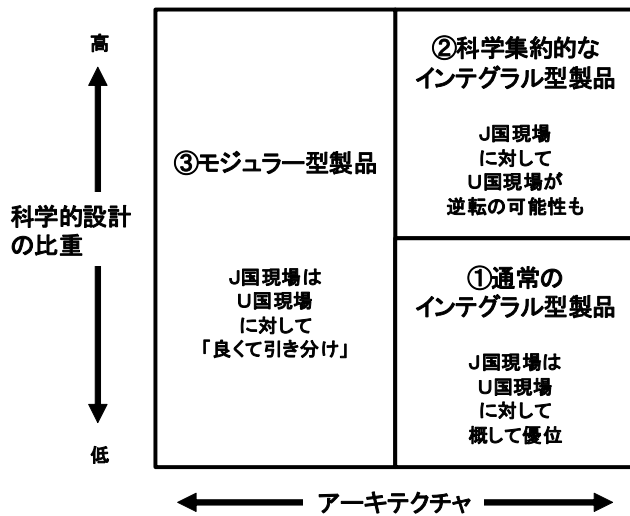 高
科学的設計
の比重
低
③モジュラー型製品
J国現場は
U国現場
に対して
「良くて引き分け」
②科学集約的な
インテグラル型製品
J国現場
に対して
U国現場が
逆転の可能性も
①通常の
インテグラル型製品
J国現場は
U国現場
に対して
概して優位
アーキテクチャ